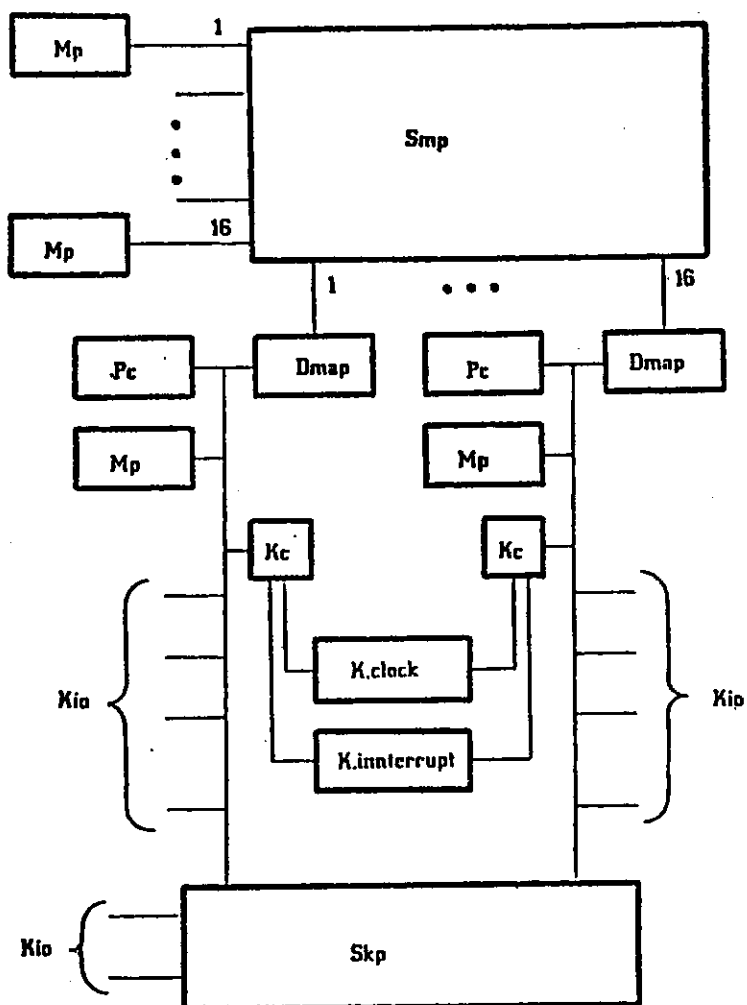 Mp
1
Smp
Mp
16
1
16
Pc
Dmap
Pc
Dmap
Mp
Mp
Kc
Kc
Kio
K.clock
Kio
K.innterrupt
Kio
Skp